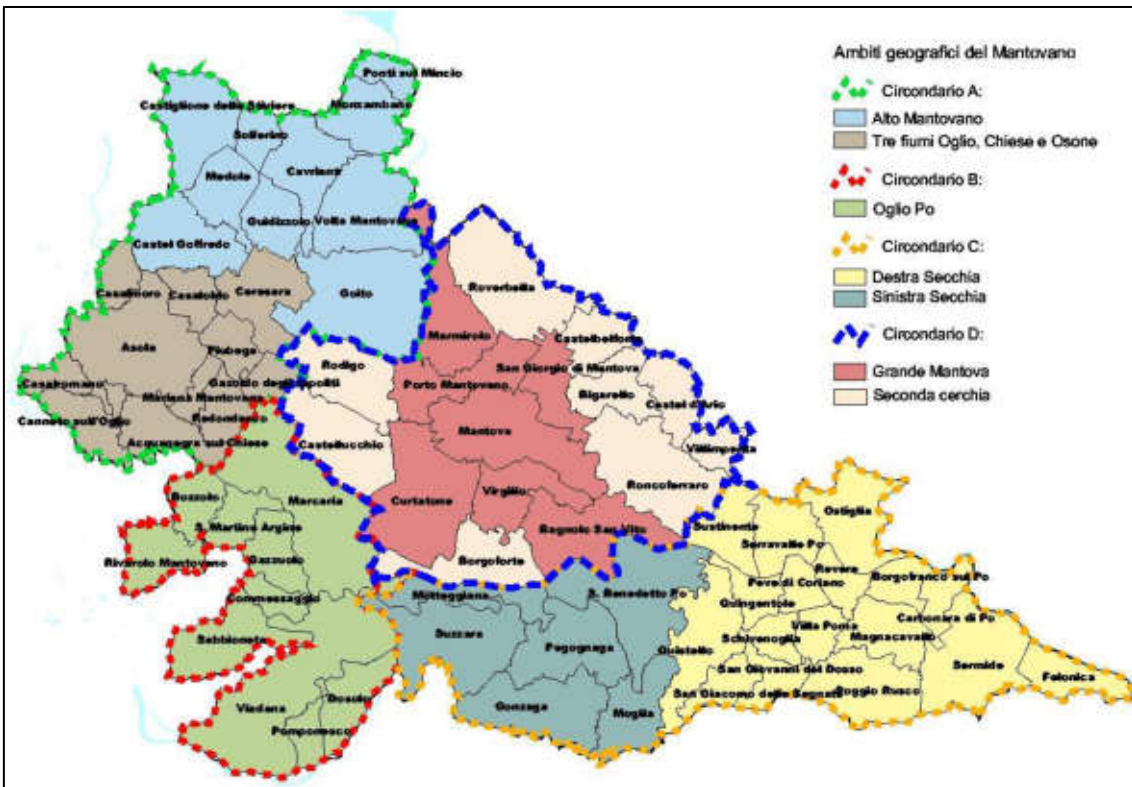 Ambiti geografici del Mantovano
Circondario A:
Alto Mantovano
Tre fiumi Oglio, Chiese e Osone
Circondario B:
Oglio Po
Circondario C:
Destra Secchia
Sinistra Secchia
Circondario D:
Grande Mantova
Seconda cerchia
Ponti sul Mincio
Monzambano
Castiglione delle Stiviere
Solferino
Cavriana
Medole
Guidizzolo
Volta Mantovana
Castel Goffredo
Goito
Casalmoro
Casaloldo
Ceresara
Asola
Piubega
Gazoldo degli Ippoliti
Casalromano
Mariana Mantovana
Canneto sull'Oglio
Redondesco
Acquanegra sul Chiese
Roverbella
Marmirolo
Castelbelforte
Rodigo
San Giorgio di Mantova
Porto Mantovano
Bigarello
Castel d'Ario
Mantova
Villimpenta
Castellucchio
Roncoferraro
Curtatone
Virgilio
Bagnolo San Vito
Borgoforte
Bozzolo
Marcaria
S. Martino Argine
Rivarolo Mantovano
Gazzuolo
Commessaggio
Sabbioneta
Viadana
Dosolo
Pomponesco
Motteggiana
S. Benedetto Po
Suzzara
Pegognaga
Gonzaga
Moglia
Sustinente
Ostiglia
Serravalle Po
Revere
Pieve di Coriano
Borgofranco sul Po
Quingentole
Carbonara di Po
Villa Poma
Schivenoglia
Magnacavallo
Quistello
San Giovanni del Dosso
Sermide
Felonica
San Giacomo delle Segnate
Poggio Rusco